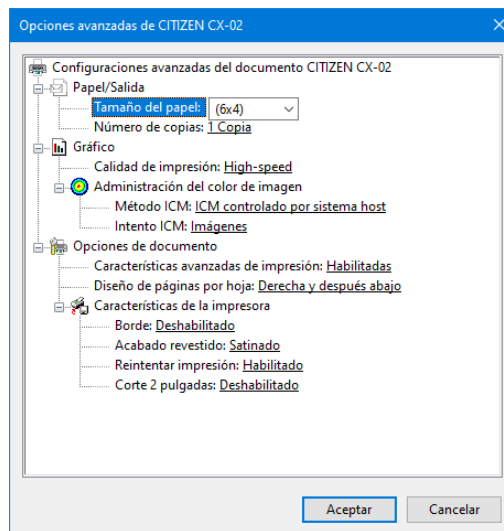 Opciones avanzadas de CITIZEN CX-02
Configuraciones avanzadas del documento CITIZEN CX-02
Papel/Salida
Tamaño del papel: (6x4)
Número de copias: 1 Copia
Gráfico
Calidad de impresión: High-speed
Administración del color de imagen
Método ICM: ICM controlado por sistema host
Intento ICM: Imágenes
Opciones de documento
Características avanzadas de impresión: Habilitadas
Diseño de páginas por hoja: Derecha y después abajo
Características de la impresora
Borde: Deshabilitado
Acabado revestido: Satinado
Reintentar impresión: Habilitado
Corte 2 pulgadas: Deshabilitado
Aceptar Cancelar